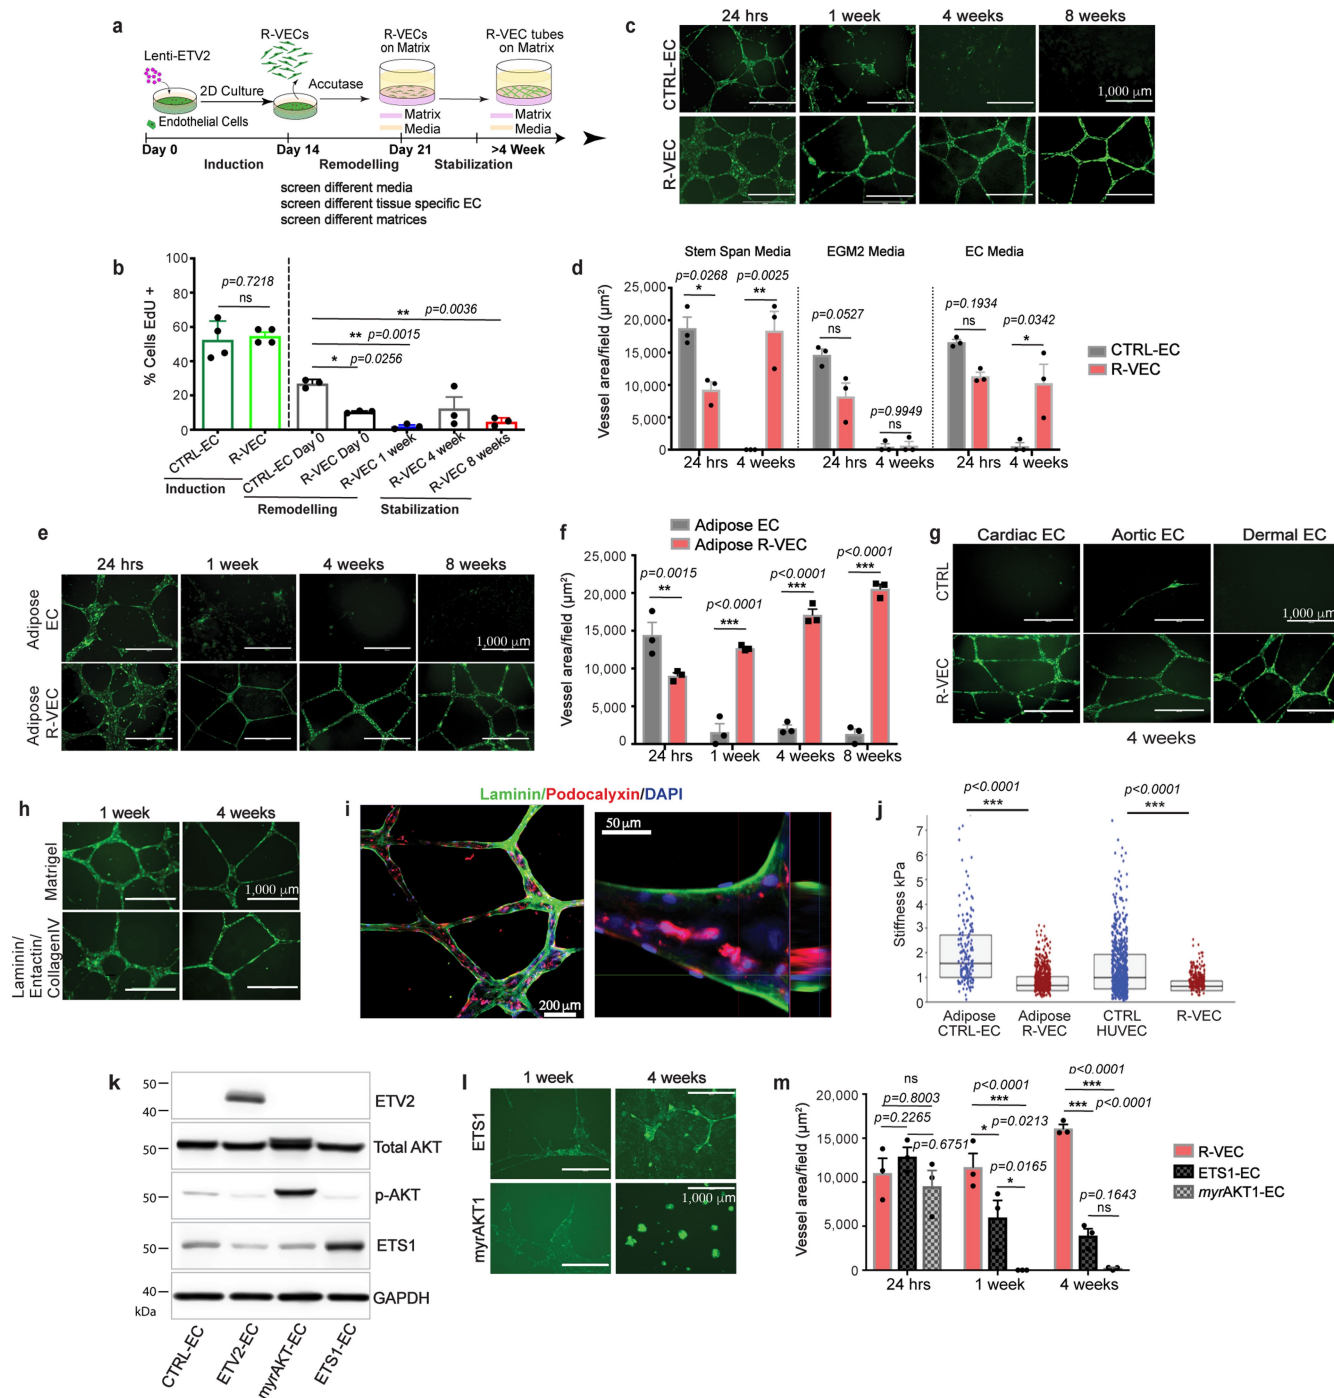 a
Lenti-ETV2
R-VECs
R-VECs
on Matrix
R-VEC tubes
on Matrix
2D Culture
Accutase
Endothelial Cells
Matrix
Media
Matrix
Media
Day 0
Day 14
Day 21
>4 Week
Induction
Remodelling
Stabilization
screen different media
screen different tissue specific EC
screen different matrices
b
% Cells EdU +
100
80
60
40
20
0
p=0.7218
ns
** p=0.0036
** p=0.0015
* p=0.0256
CTRL-EC
R-VEC
CTRL-EC Day 0
R-VEC Day 0
R-VEC 1 week
R-VEC 4 week
R-VEC 8 weeks
Induction
Remodelling
Stabilization
c
24 hrs
1 week
4 weeks
8 weeks
CTRL-EC
R-VEC
1,000 μm
d
Stem Span Media
EGM2 Media
EC Media
Vessel area/field (μm²)
25,000
20,000
15,000
10,000
5,000
0
p=0.0268
*
p=0.0025
**
p=0.0527
ns
p=0.9949
ns
p=0.1934
ns
p=0.0342
*
24 hrs
4 weeks
24 hrs
4 weeks
24 hrs
4 weeks
CTRL-EC
R-VEC
e
24 hrs
1 week
4 weeks
8 weeks
Adipose
EC
Adipose
R-VEC
1,000 μm
f
Adipose EC
Adipose R-VEC
Vessel area/field (μm²)
25,000
20,000
15,000
10,000
5,000
0
p=0.0015
**
p<0.0001
***
p<0.0001
***
p<0.0001
***
24 hrs
1 week
4 weeks
8 weeks
g
Cardiac EC
Aortic EC
Dermal EC
CTRL
R-VEC
1,000 μm
4 weeks
h
1 week
4 weeks
Matrigel
Laminin/
Entactin/
CollagenIV
1,000 μm
i
Laminin/Podocalyxin/DAPI
200 μm
50 μm
j
Stiffness kPa
7
6
5
4
3
2
1
0
p<0.0001
***
p<0.0001
***
Adipose
CTRL-EC
Adipose
R-VEC
CTRL
HUVEC
R-VEC
k
50
40
ETV2
50
Total AKT
50
p-AKT
50
ETS1
40
kDa
GAPDH
CTRL-EC
ETV2-EC
myrAKT-EC
ETS1-EC
l
1 week
4 weeks
ETS1
myrAKT1
1,000 μm
m
Vessel area/field (μm²)
20,000
15,000
10,000
5,000
0
ns
p=0.8003
p=0.2265
p=0.6751
p<0.0001
***
p=0.0213
*
p=0.0165
*
p<0.0001
***
*** p<0.0001
p=0.1643
ns
24 hrs
1 week
4 weeks
R-VEC
ETS1-EC
myrAKT1-EC